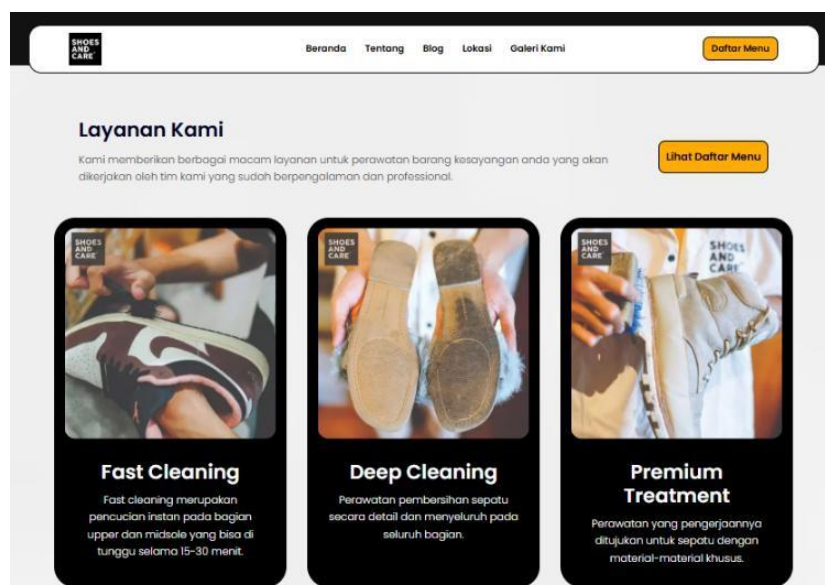 SHOES
AND
CARE
Beranda Tentang Blog Lokasi Galeri Kami
Daftar Menu
Layanan Kami
Kami memberikan berbagai macam layanan untuk perawatan barang kesayangan anda yang akan
dikerjakan oleh tim kami yang sudah berpengalaman dan professional.
Lihat Daftar Menu
SHOES
AND
CARE
Fast Cleaning
Fast cleaning merupakan
pencucian instan pada bagian
upper dan midsole yang bisa di
tunggu selama 15-30 menit.
SHOES
AND
CARE
Deep Cleaning
Perawatan pembersihan sepatu
secara detail dan menyeluruh pada
seluruh bagian.
SHOES
AND
CARE
SHOES
AND
CARE
Premium
Treatment
Perawatan yang pengerjaannya
ditujukan untuk sepatu dengan
material-material khusus.